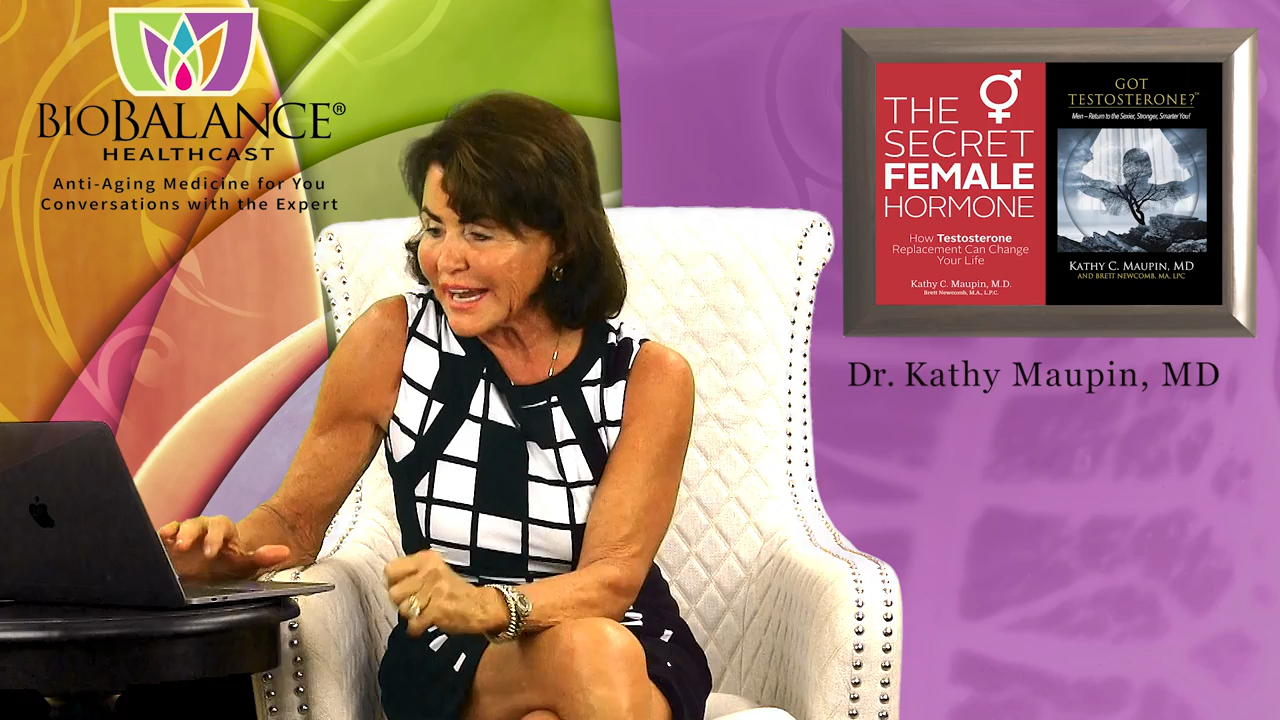 BIOBALANCE®
HEALTHCAST
Anti-Aging Medicine for You
Conversations with the Expert
THE
SECRET
FEMALE
HORMONE
How Testosterone
Replacement Can Change
Your Life
Kathy C. Maupin, M.D.
Brett Newcomb, M.A., L.P.C.
GOT
TESTOSTERONE?™
Men – Return to the Sexier, Stronger, Smarter You!
KATHY C. MAUPIN, MD
AND BRETT NEWCOMB, MA, LPC
Dr. Kathy Maupin, MD